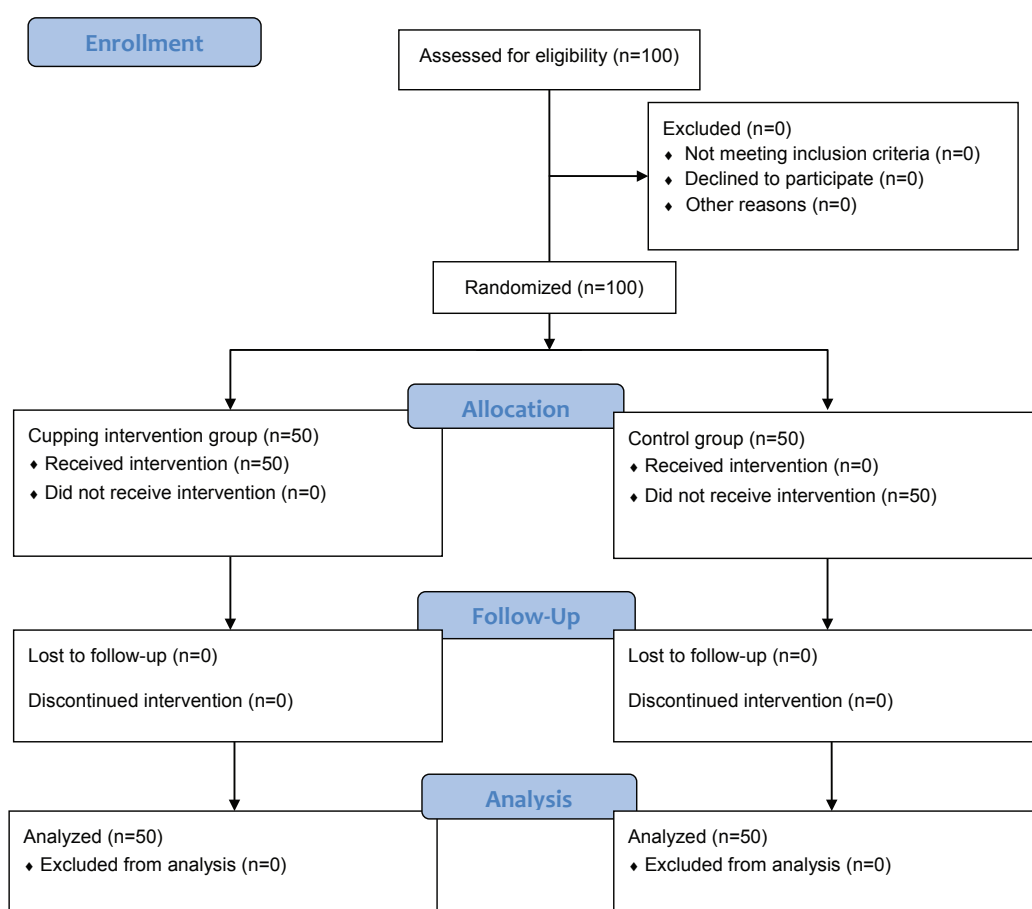 Enrollment
Assessed for eligibility (n=100)
Excluded (n=0)
♦ Not meeting inclusion criteria (n=0)
♦ Declined to participate (n=0)
♦ Other reasons (n=0)
Randomized (n=100)
Allocation
Cupping intervention group (n=50)
♦ Received intervention (n=50)
♦ Did not receive intervention (n=0)
Control group (n=50)
♦ Received intervention (n=0)
♦ Did not receive intervention (n=50)
Follow-Up
Lost to follow-up (n=0)
Discontinued intervention (n=0)
Lost to follow-up (n=0)
Discontinued intervention (n=0)
Analysis
Analyzed (n=50)
♦ Excluded from analysis (n=0)
Analyzed (n=50)
♦ Excluded from analysis (n=0)